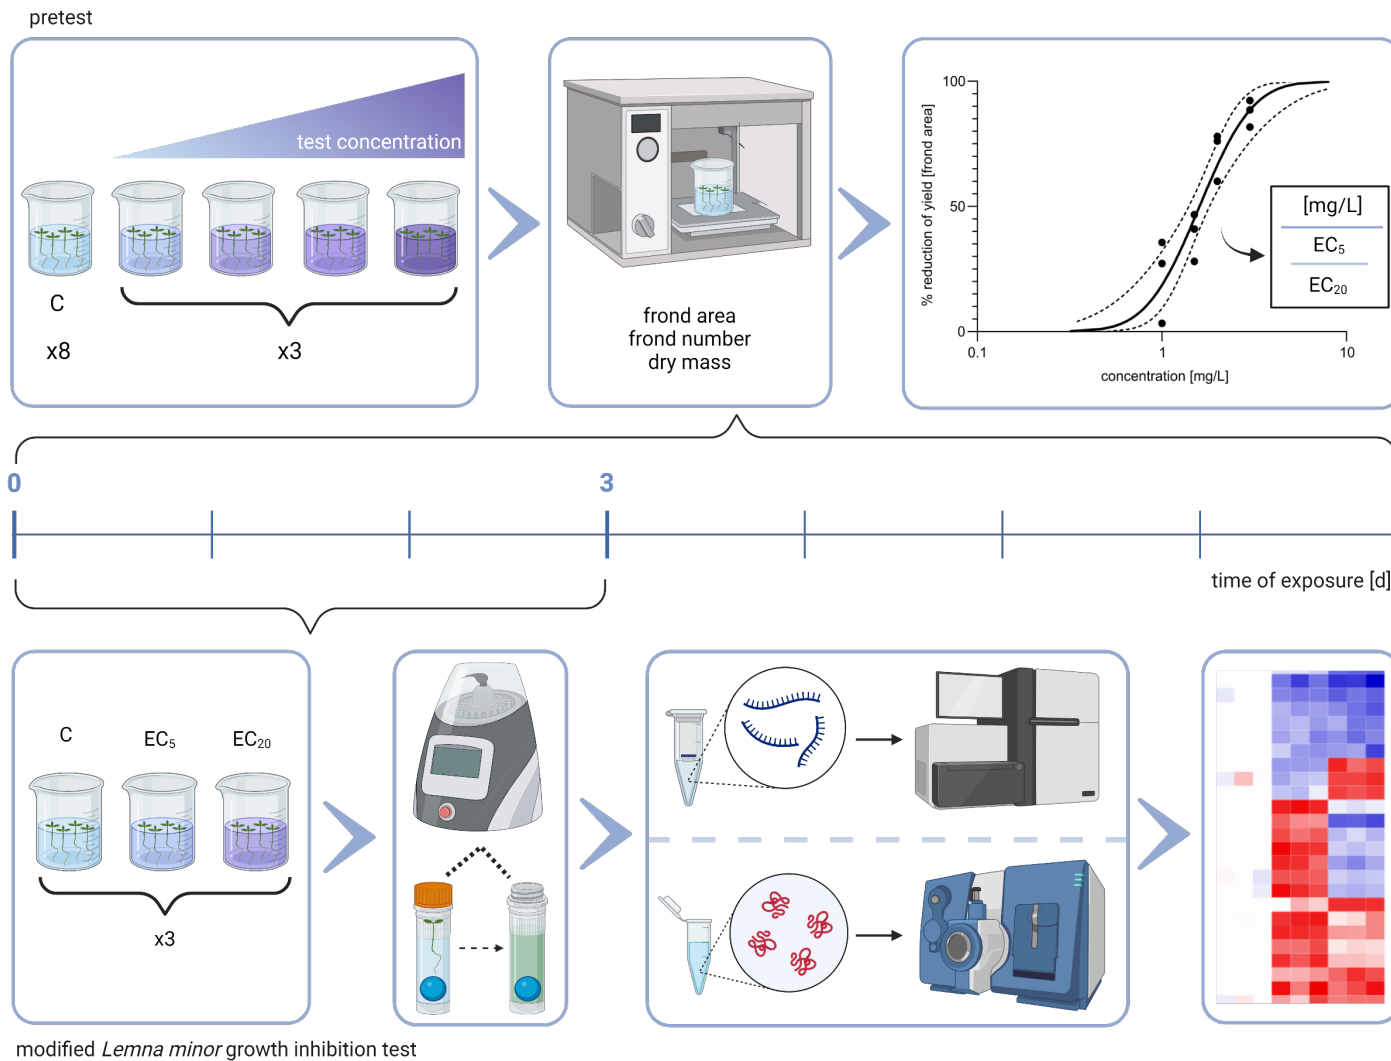 pretest
test concentration
C
x8
x3
frond area
frond number
dry mass
% reduction of yield [frond area]
100
50
0
0.1
1
10
concentration [mg/L]
[mg/L]
EC₅
EC₂₀
0
3
time of exposure [d]
C
EC₅
EC₂₀
x3
modified Lemna minor growth inhibition test